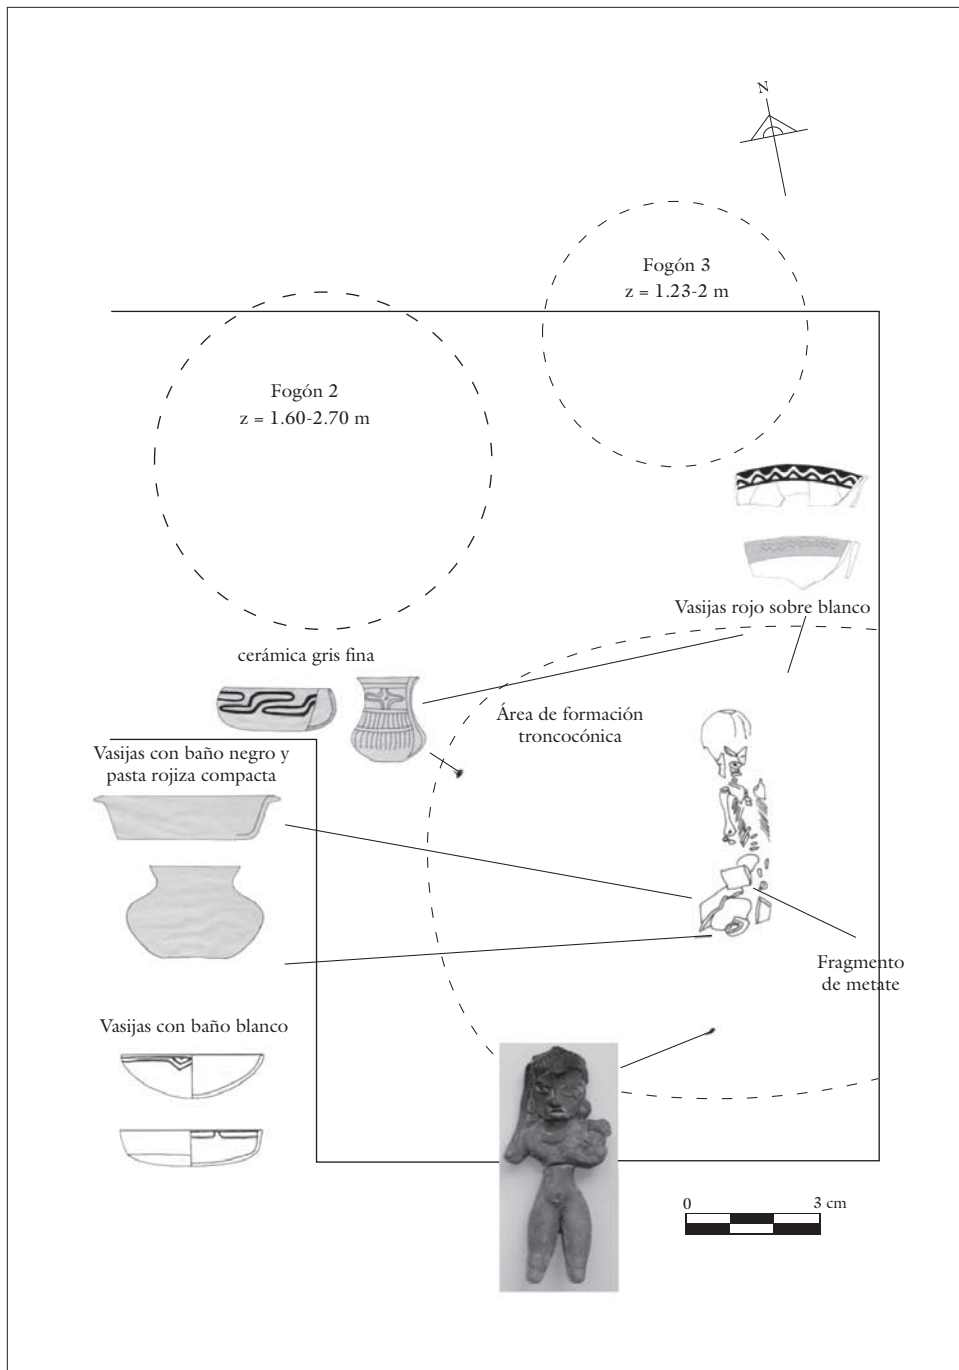 N
Fogón 3
z = 1.23-2 m
Fogón 2
z = 1.60-2.70 m
Vasijas rojo sobre blanco
cerámica gris fina
Área de formación
troncocónica
Vasijas con baño negro y
pasta rojiza compacta
Fragmento
de metate
Vasijas con baño blanco
0 3 cm